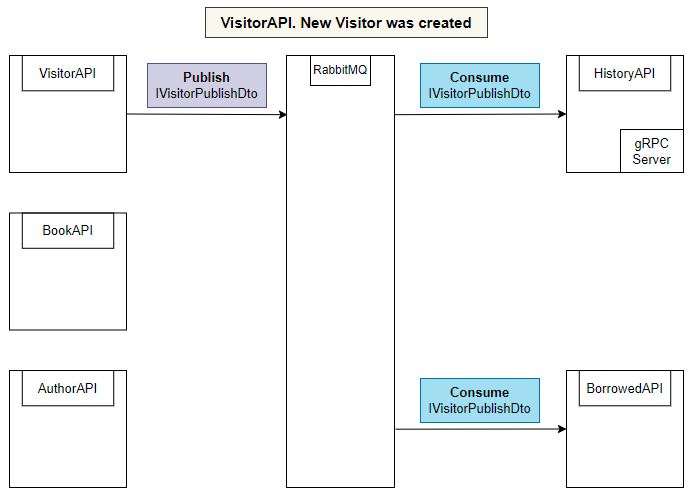 VisitorAPI. New Visitor was created
VisitorAPI
Publish
IVisitorPublishDto
RabbitMQ
Consume
IVisitorPublishDto
HistoryAPI
gRPC
Server
BookAPI
AuthorAPI
Consume
IVisitorPublishDto
BorrowedAPI